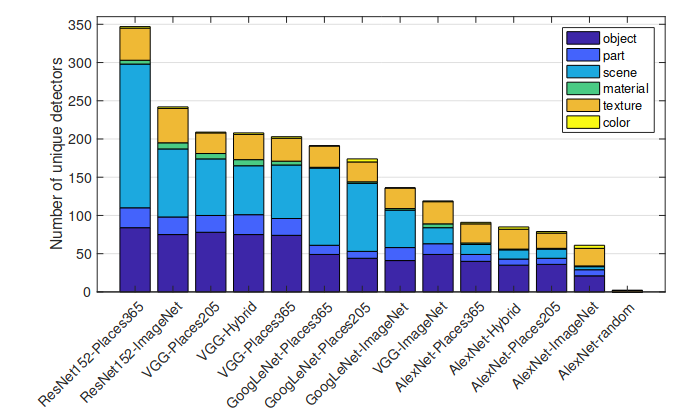 Number of unique detectors
350
300
250
200
150
100
50
0
object
part
scene
material
texture
color
ResNet152-Places365
ResNet152-ImageNet
VGG-Places205
VGG-Hybrid
VGG-Places365
GoogLeNet-Places365
GoogLeNet-Places205
GoogLeNet-ImageNet
VGG-ImageNet
AlexNet-Places365
AlexNet-Hybrid
AlexNet-Places205
AlexNet-ImageNet
AlexNet-random